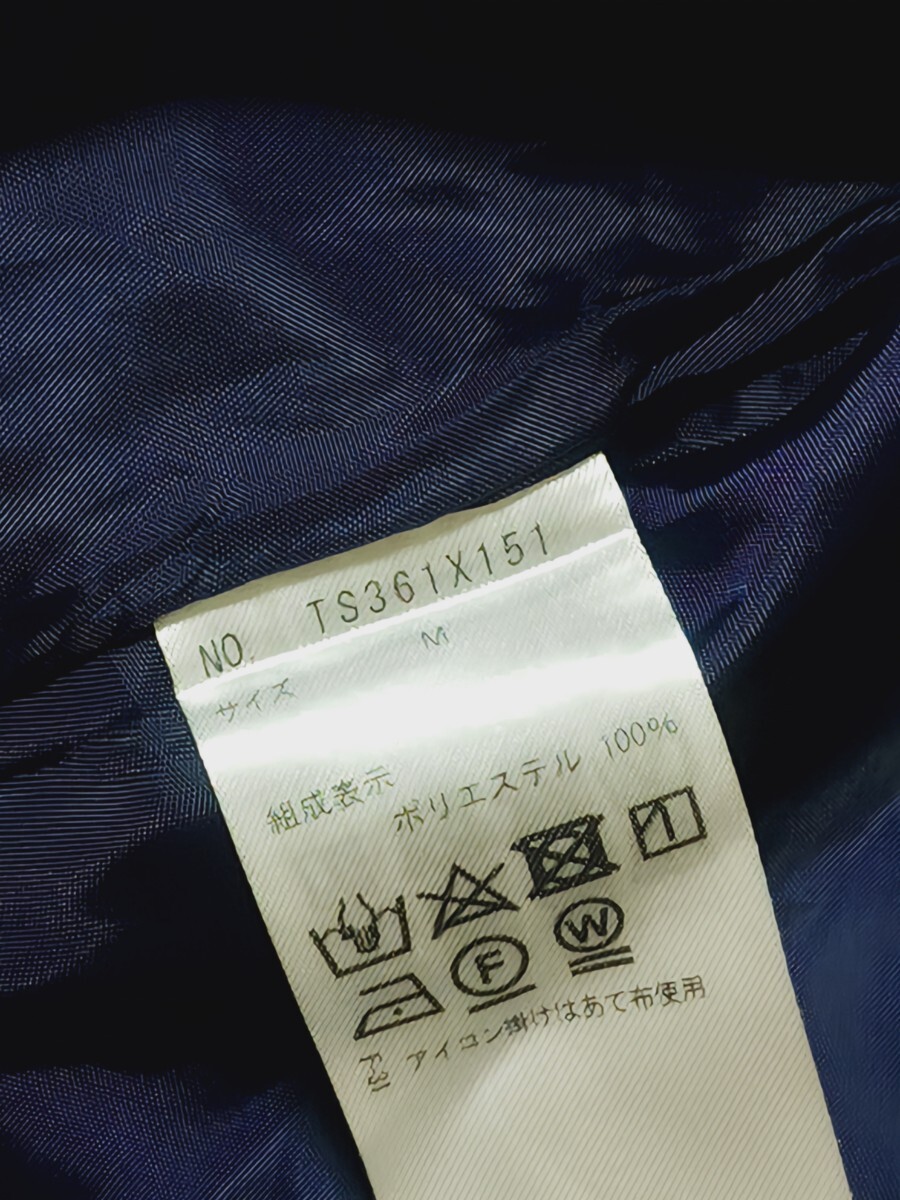 NO. TS361X151
サイズ M
組成表示
ポリエステル 100%
F W
アイロン掛けはあて布使用